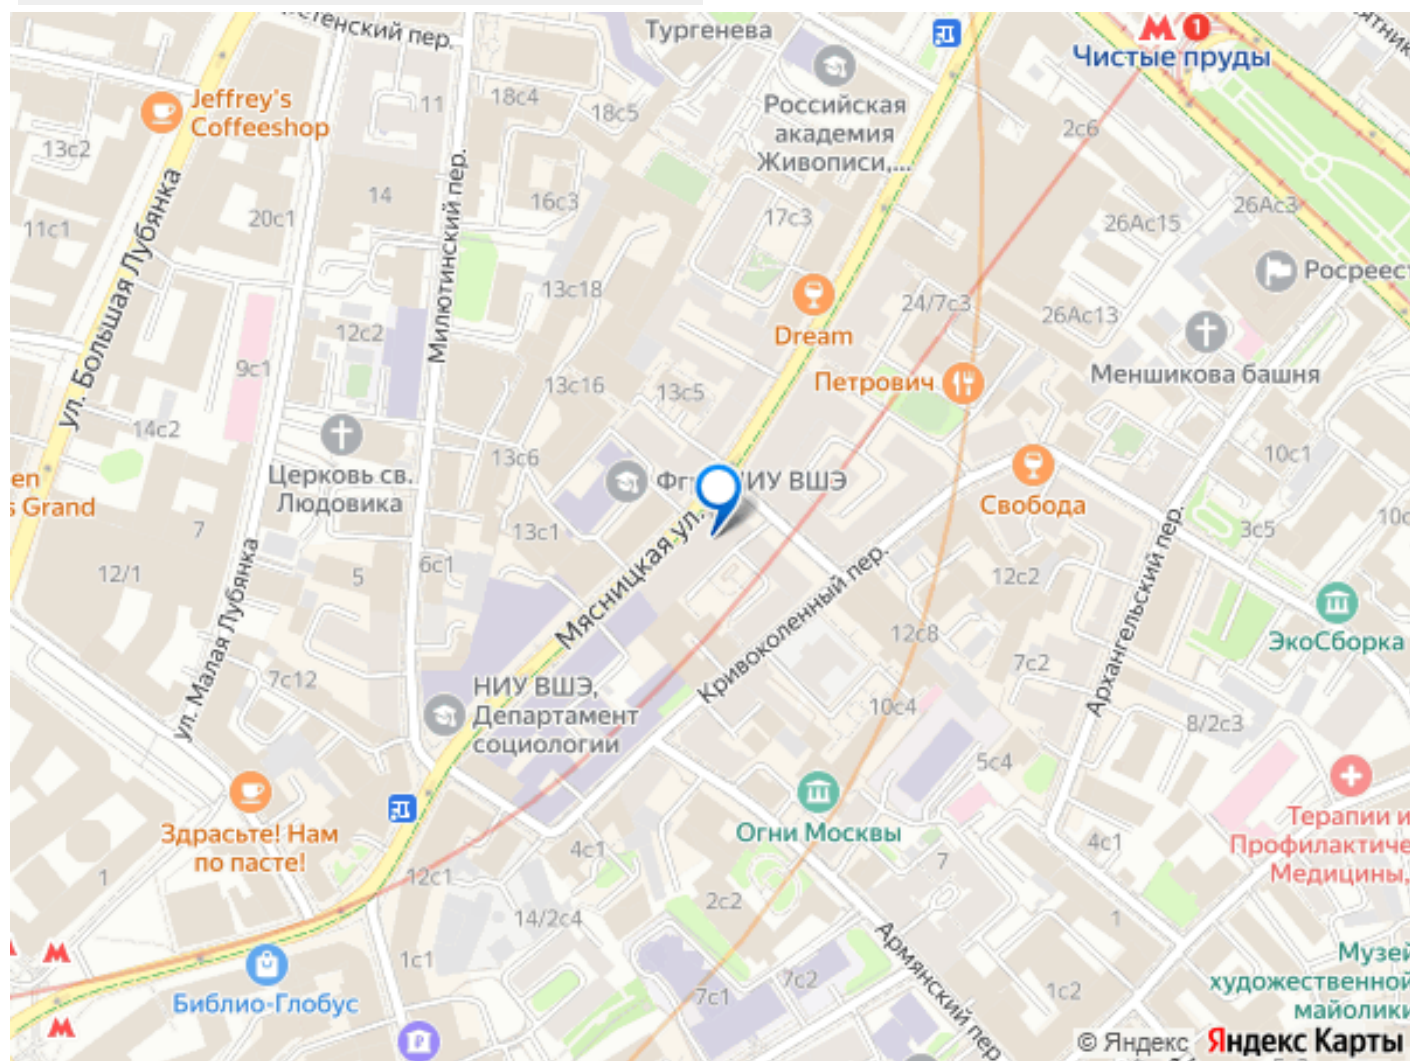 стенский пер.
Тургенева
1
Чистые пруды
Jeffrey's
Coffeeshop
11
18с4
18с5
Российская
академия
Живописи,...
2с6
13с2
14
16с3
17с3
26Ас3
26Ас15
11с1
20с1
ул. Большая Лубянка
Милютинский пер.
Росреест
13с18
Dream
24/7с3
26Ас13
12с2
Меншикова башня
9с1
13с16
13с5
Петрович
14с2
Церковь св.
Людовика
13с6
НИУ ВШЭ
Свобода
10с1
en
s Grand
7
13с1
3с5
10с
12/1
5
6с1
Мясницкая ул.
Кривоколенный пер.
12с2
Архангельский пер.
ул. Малая Лубянка
12с8
7с2
ЭкоСборка
7с12
НИУ ВШЭ,
Департамент
социологии
10с4
8/2с3
5с4
Здрасьте! Нам
по пасте!
Огни Москвы
4с1
7
4с1
Терапии и
Профилактиче
Медицины,
1
12с1
14/2с4
2с2
1
Армянский пер.
1с1
Библио-Глобус
7с1
7с2
1с2
Музей
художественной
майолики
© Яндекс Яндекс Карты